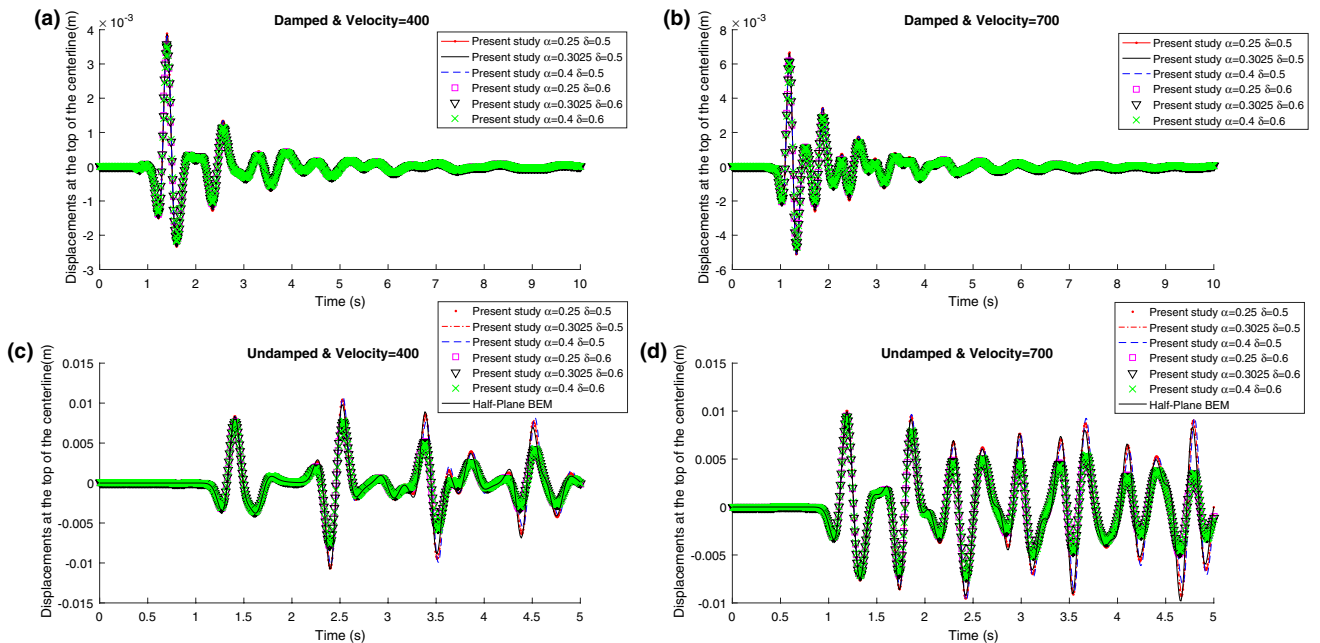 (a)
Damped & Velocity=400
× 10⁻³
Displacements at the top of the centerline(m)
4
3
2
1
0
-1
-2
-3
0 1 2 3 4 5 6 7 8 9 10
Time (s)
Present study α=0.25 δ=0.5
Present study α=0.3025 δ=0.5
Present study α=0.4 δ=0.5
Present study α=0.25 δ=0.6
Present study α=0.3025 δ=0.6
Present study α=0.4 δ=0.6
(b)
Damped & Velocity=700
× 10⁻³
Displacements at the top of the centerline(m)
8
6
4
2
0
-2
-4
-6
0 1 2 3 4 5 6 7 8 9 10
Time (s)
Present study α=0.25 δ=0.5
Present study α=0.3025 δ=0.5
Present study α=0.4 δ=0.5
Present study α=0.25 δ=0.6
Present study α=0.3025 δ=0.6
Present study α=0.4 δ=0.6
(c)
Undamped & Velocity=400
Displacements at the top of the centerline(m)
0.015
0.01
0.005
0
-0.005
-0.01
-0.015
0 0.5 1 1.5 2 2.5 3 3.5 4 4.5 5
Time (s)
Present study α=0.25 δ=0.5
Present study α=0.3025 δ=0.5
Present study α=0.4 δ=0.5
Present study α=0.25 δ=0.6
Present study α=0.3025 δ=0.6
Present study α=0.4 δ=0.6
Half-Plane BEM
(d)
Undamped & Velocity=700
Displacements at the top of the centerline(m)
0.015
0.01
0.005
0
-0.005
-0.01
0 0.5 1 1.5 2 2.5 3 3.5 4 4.5 5
Time (s)
Present study α=0.25 δ=0.5
Present study α=0.3025 δ=0.5
Present study α=0.4 δ=0.5
Present study α=0.25 δ=0.6
Present study α=0.3025 δ=0.6
Present study α=0.4 δ=0.6
Half-Plane BEM